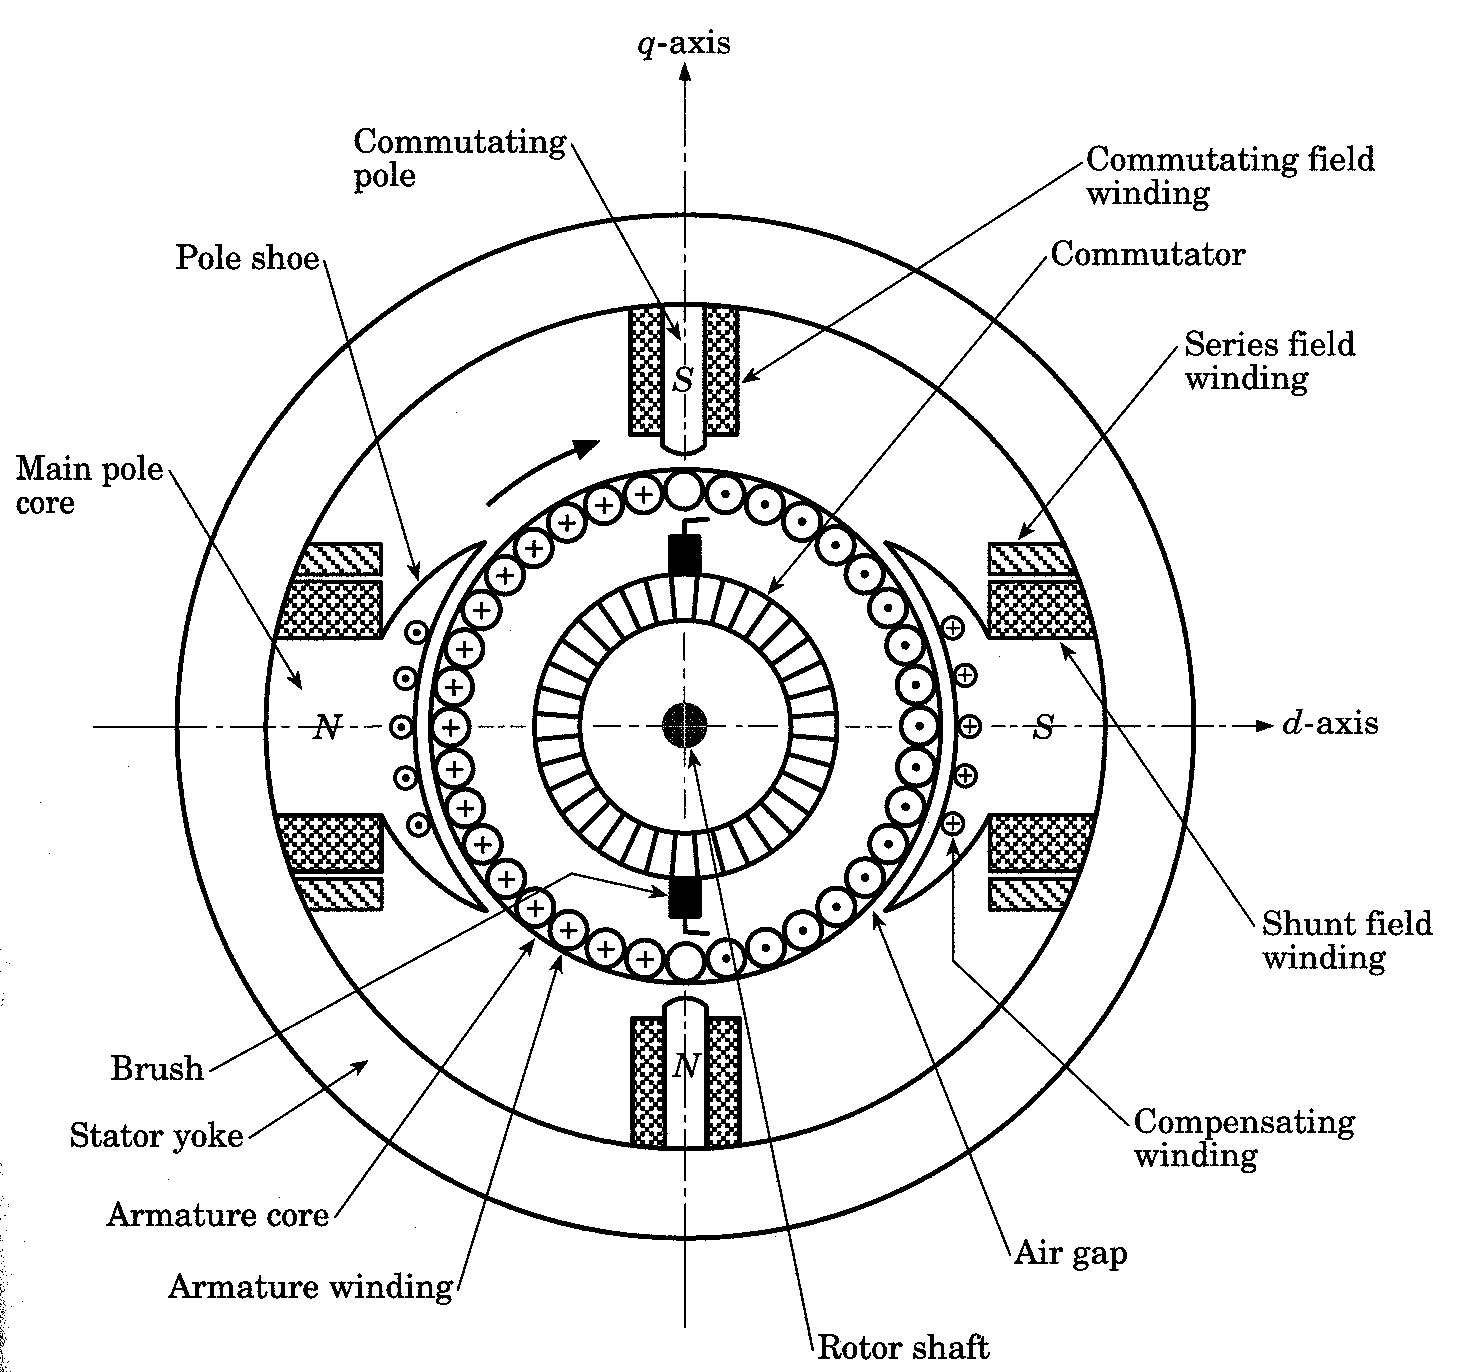 q-axis
Commutating
pole
Commutating field
winding
Pole shoe
Commutator
Series field
winding
S
Main pole
core
N
S
d-axis
Shunt field
winding
N
Brush
Stator yoke
Compensating
winding
Armature core
Air gap
Armature winding
Rotor shaft